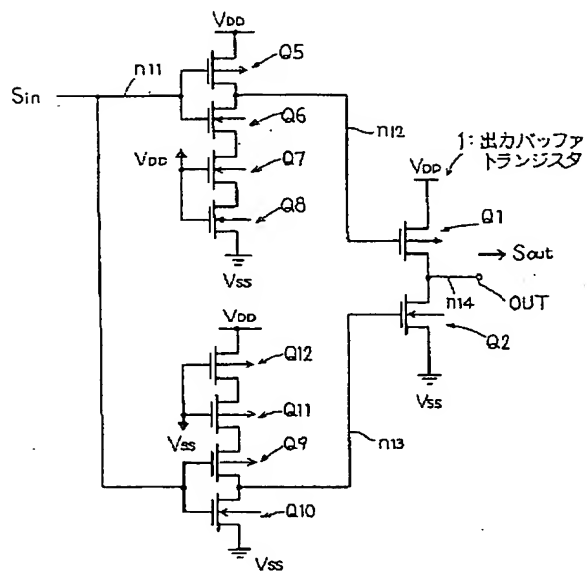 VDD
Q5
n11
Sin
Q6
n12
VDD
Q7
1:出力バッファ
トランジスタ
VDD
Q8
Q1
VSS
Sout
n14
OUT
VDD
Q2
Q12
VSS
Q11
VSS
Q9
n13
Q10
VSS